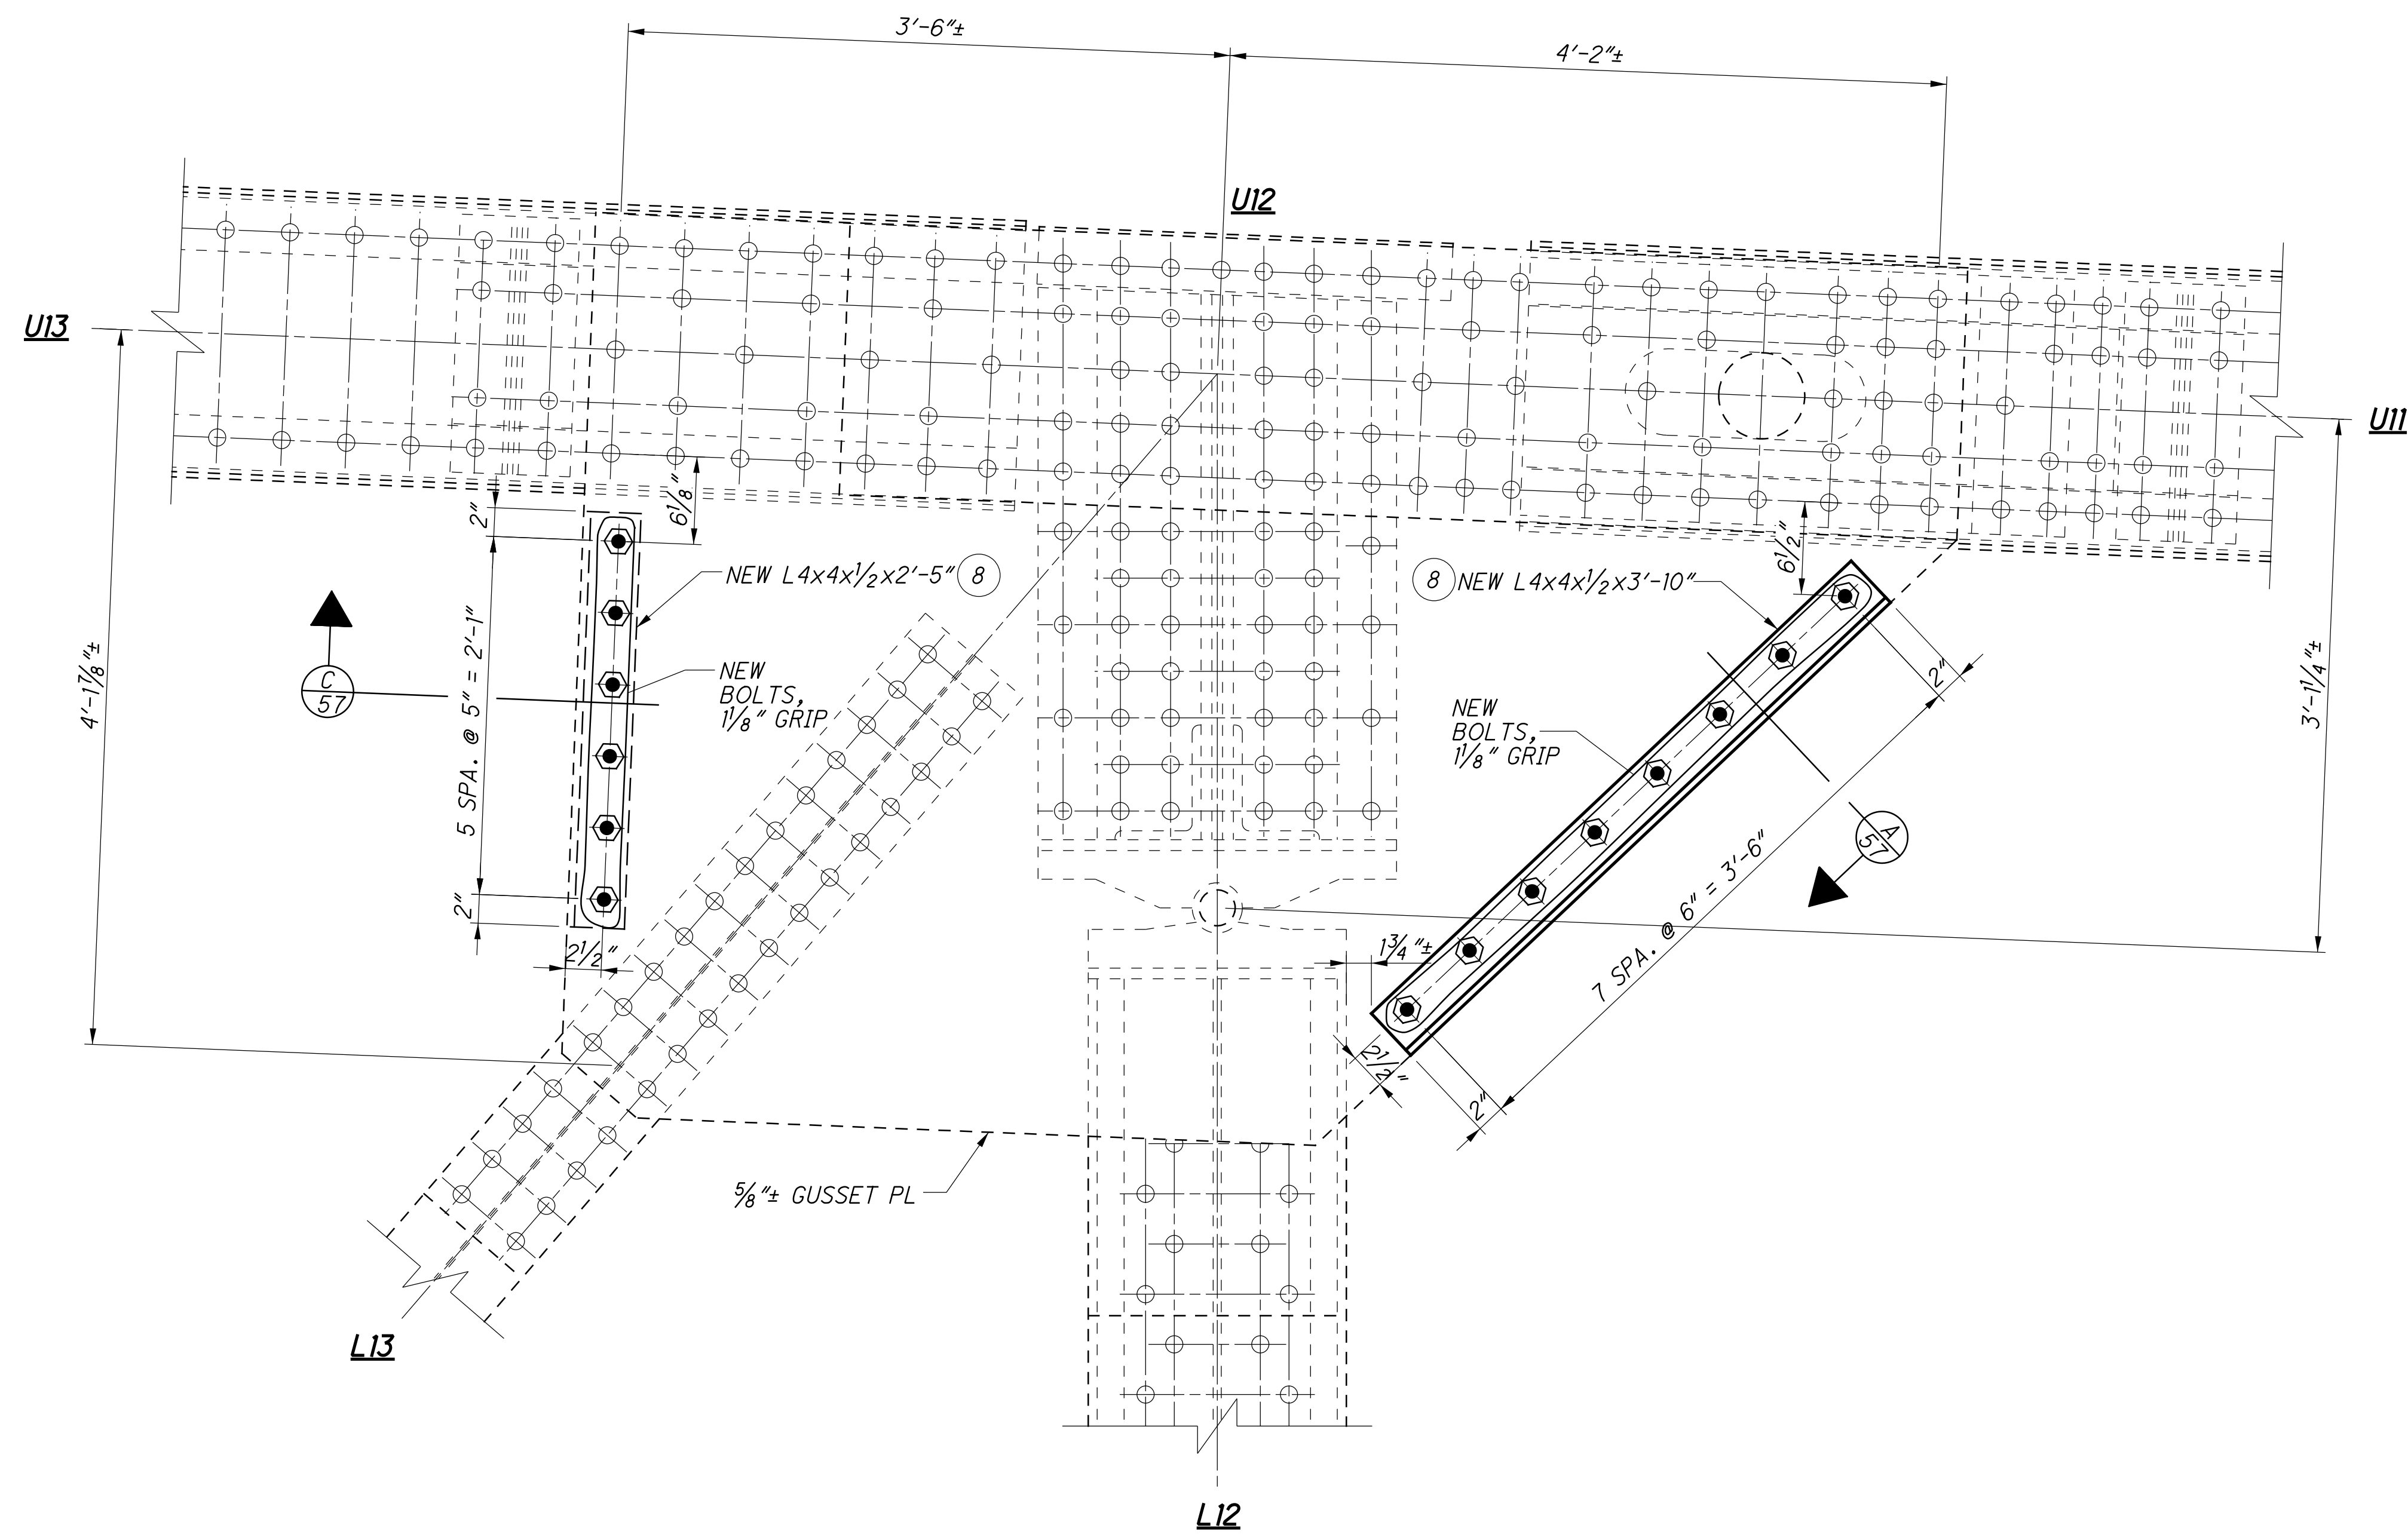 3'-6"±
4'-2"±
U12
U13
U11
2"
6 1/8"
6 1/2"
NEW L4x4x1/2x2'-5" 8
8 NEW L4x4x1/2x3'-10"
C
57
4'-1 7/8"±
5 SPA. @ 5" = 2'-1"
NEW
BOLTS,
1 1/8" GRIP
NEW
BOLTS,
1 1/8" GRIP
2"
3'-1 1/4"±
A
57
7 SPA. @ 6" = 3'-6"
2"
2 1/2"
1 3/4"±
2 1/2"
2"
5/8"± GUSSET PL
L13
L12